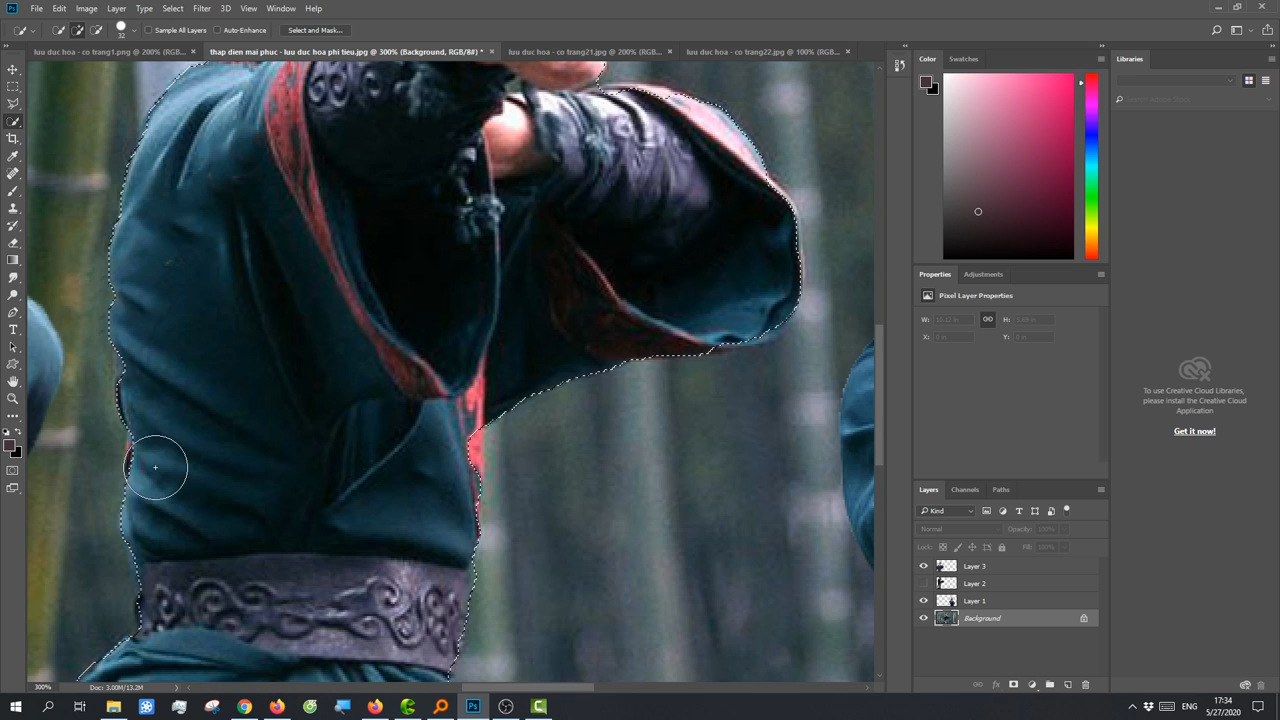 File Edit Image Layer Type Select Filter 3D View Window Help
32 Sample All Layers Auto-Enhance Select and Mask...
luu duc hoa - co trang1.png @ 200% (RGB... × thap dien mai phuc - luu duc hoa phi tieu.jpg @ 300% (Background, RGB/8#) * × luu duc hoa - co trang21.jpg @ 200% (RGB... × luu duc hoa - co trang22.jpg @ 100% (RGB... ×
Color Swatches
Libraries
Properties Adjustments
Pixel Layer Properties
W: H:
X: 0 in Y: 0 in
To use Creative Cloud Libraries,
please install the Creative Cloud
Application
Get it now!
Layers Channels Paths
Kind
Normal Opacity: 100%
Lock: Fill: 100%
Layer 3
Layer 2
Layer 1
Background
300% Doc: 3.00M/13.2M
ENG
17:34
5/27/2020